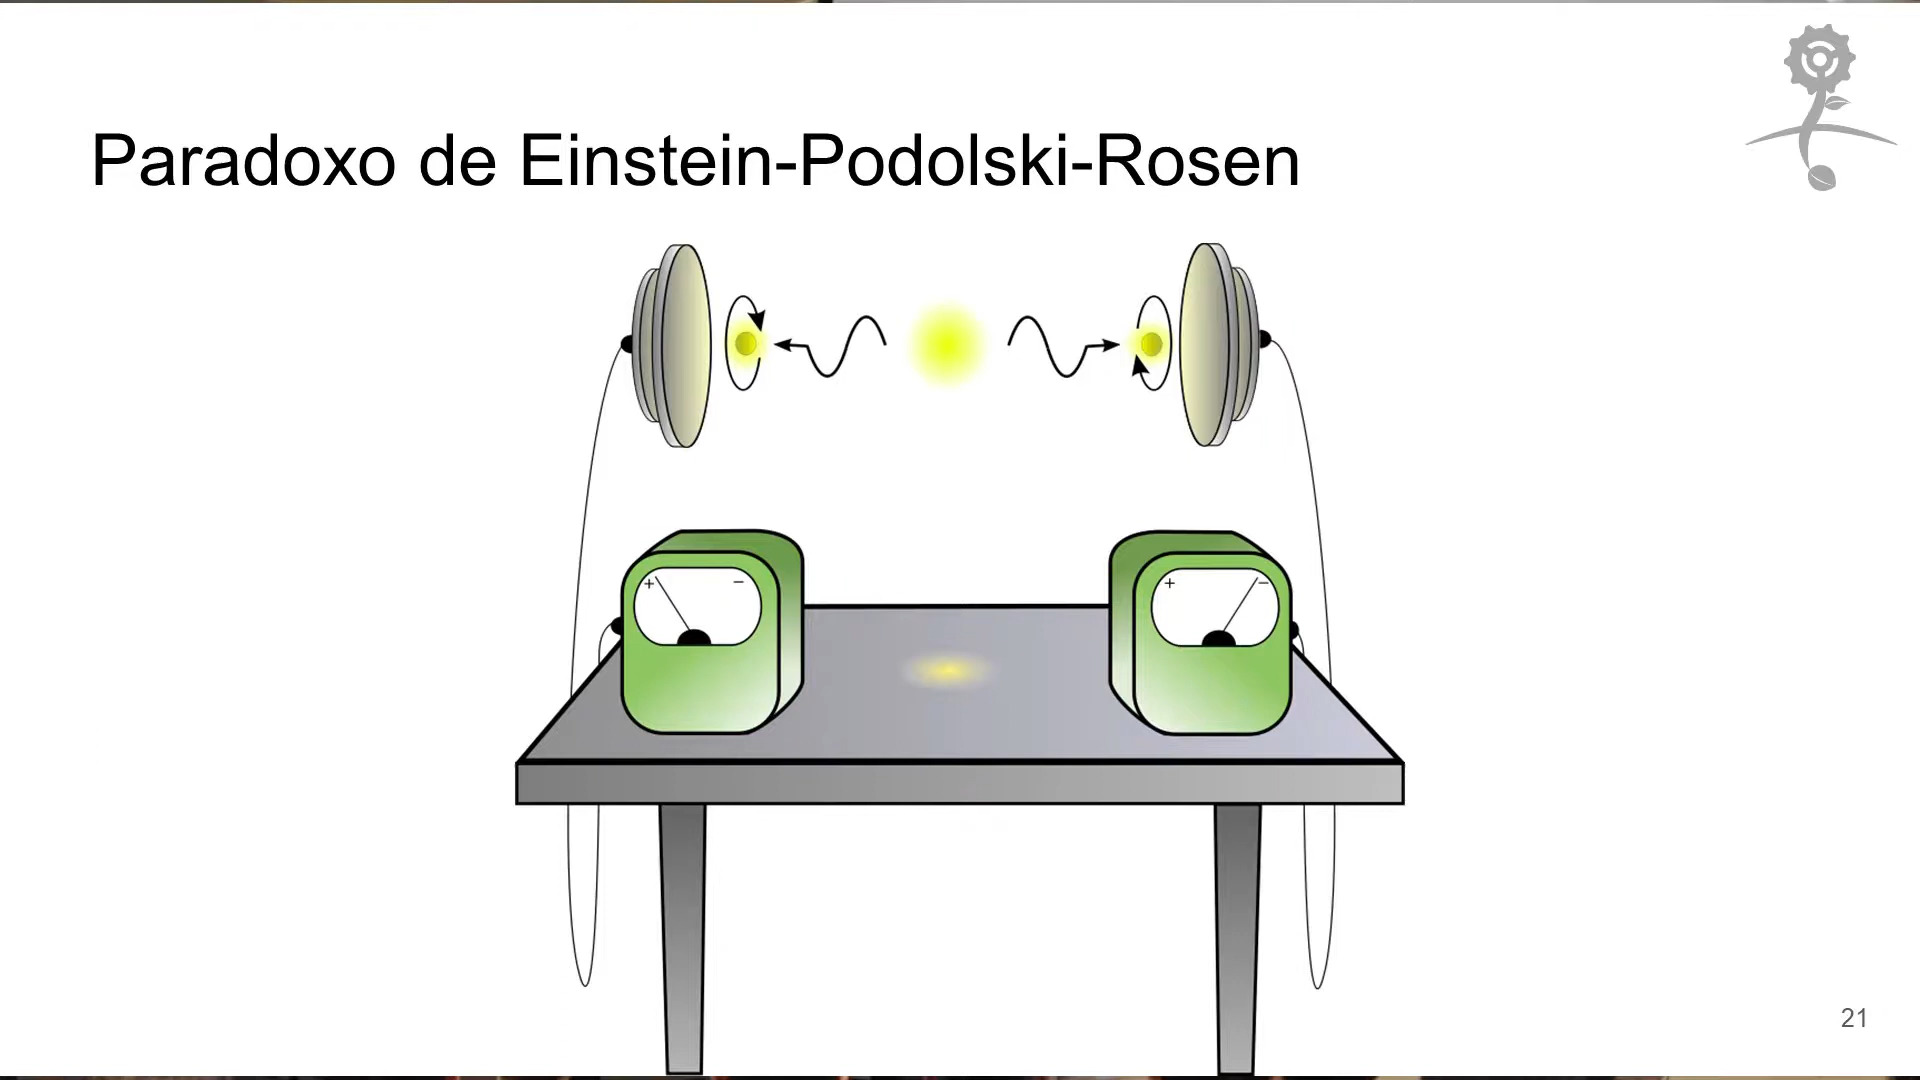 Paradoxo de Einstein-Podolski-Rosen
+ −
+ −
21